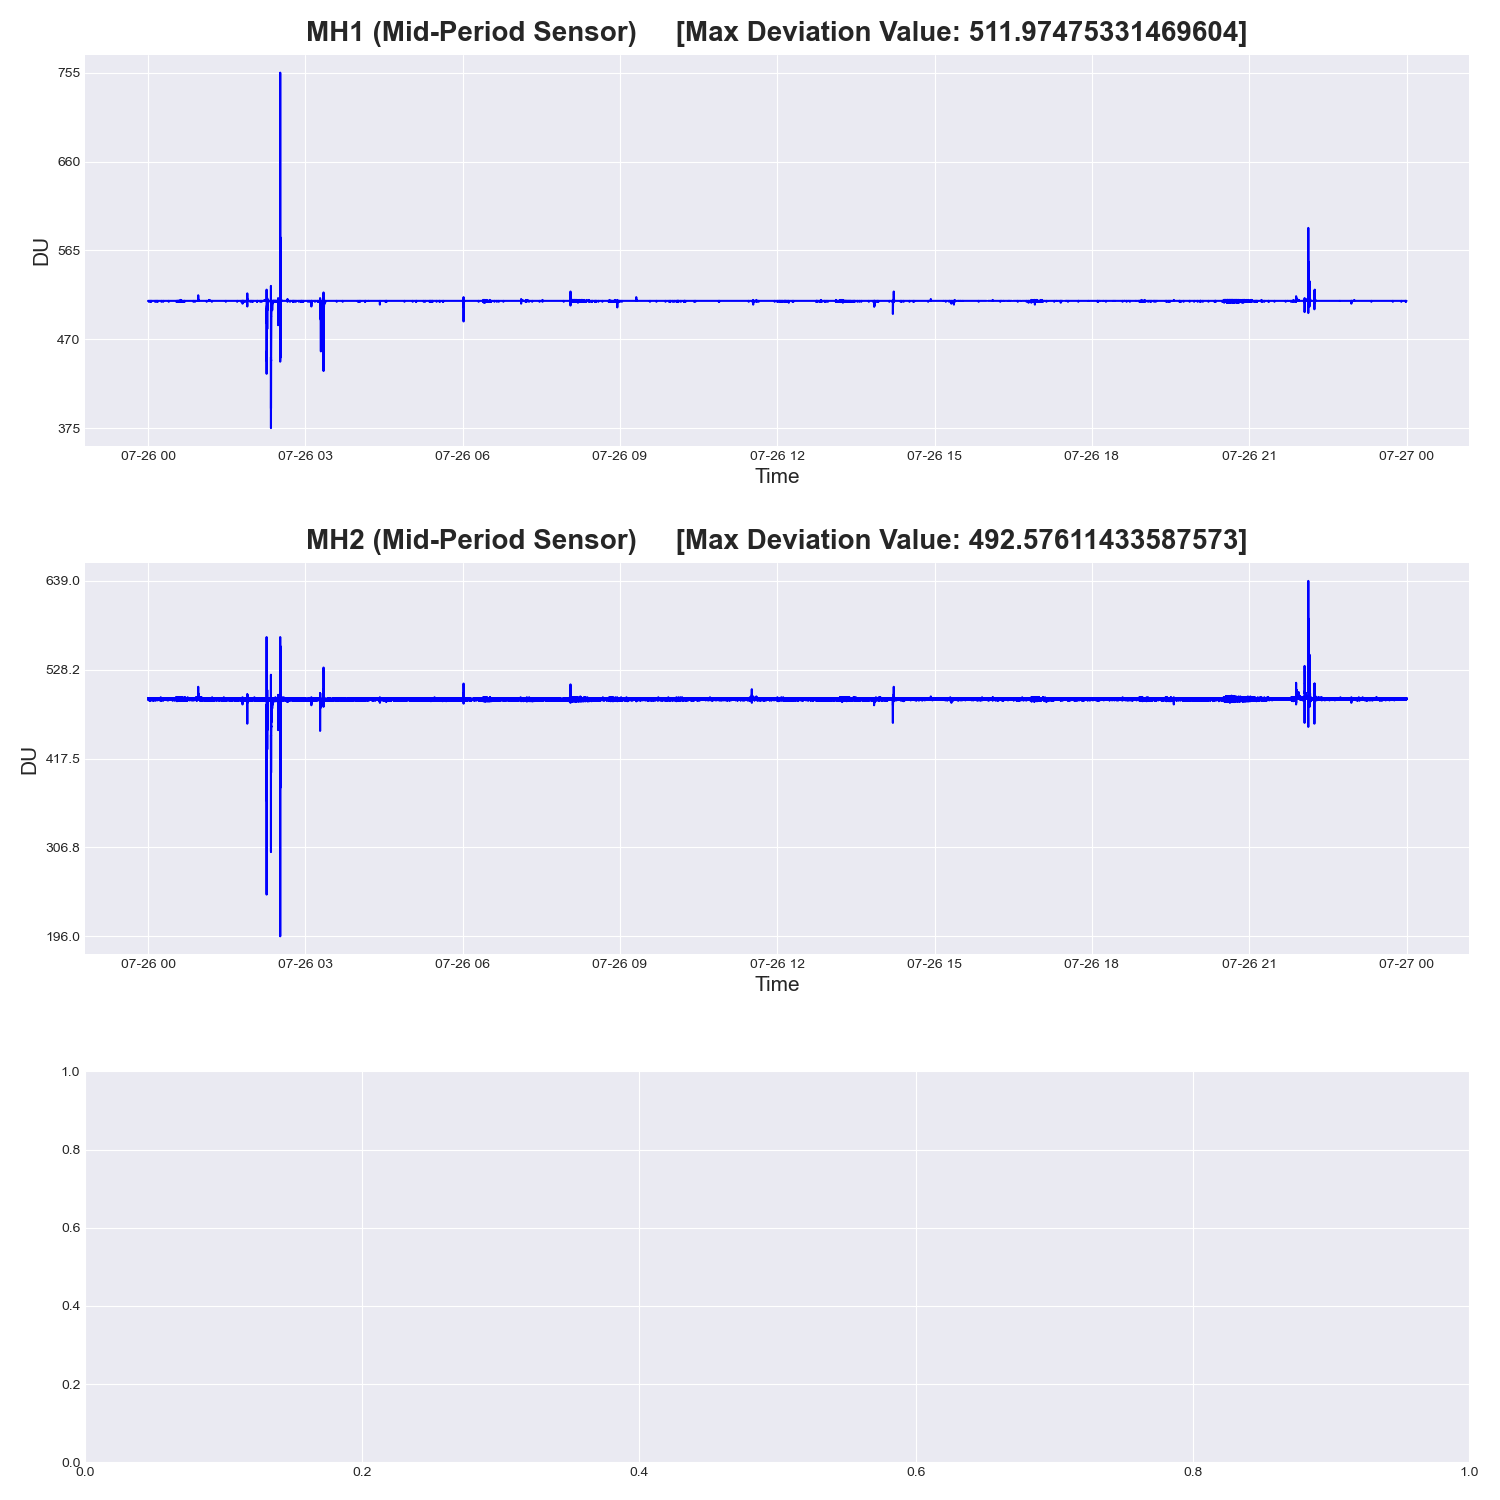 MH1 (Mid-Period Sensor) [Max Deviation Value: 511.97475331469604]
755
660
565
470
375
DU
07-26 00 07-26 03 07-26 06 07-26 09 07-26 12 07-26 15 07-26 18 07-26 21 07-27 00
Time
MH2 (Mid-Period Sensor) [Max Deviation Value: 492.57611433587573]
639.0
528.2
417.5
306.8
196.0
DU
07-26 00 07-26 03 07-26 06 07-26 09 07-26 12 07-26 15 07-26 18 07-26 21 07-27 00
Time
1.0
0.8
0.6
0.4
0.2
0.0
0.0 0.2 0.4 0.6 0.8 1.0